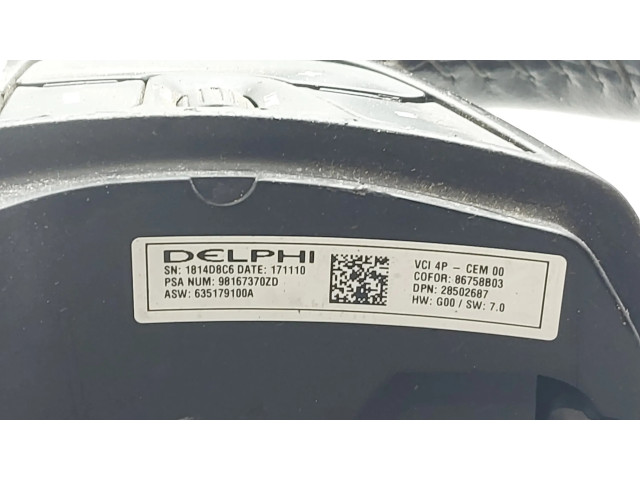 DELPHI
SN: 1814D8C6 DATE: 171110
PSA NUM: 98167370ZD
ASW: 635179100A
VCI 4P - CEM 00
COFOR: 86758B03
DPN: 28502687
HW: G00 / SW: 7.0